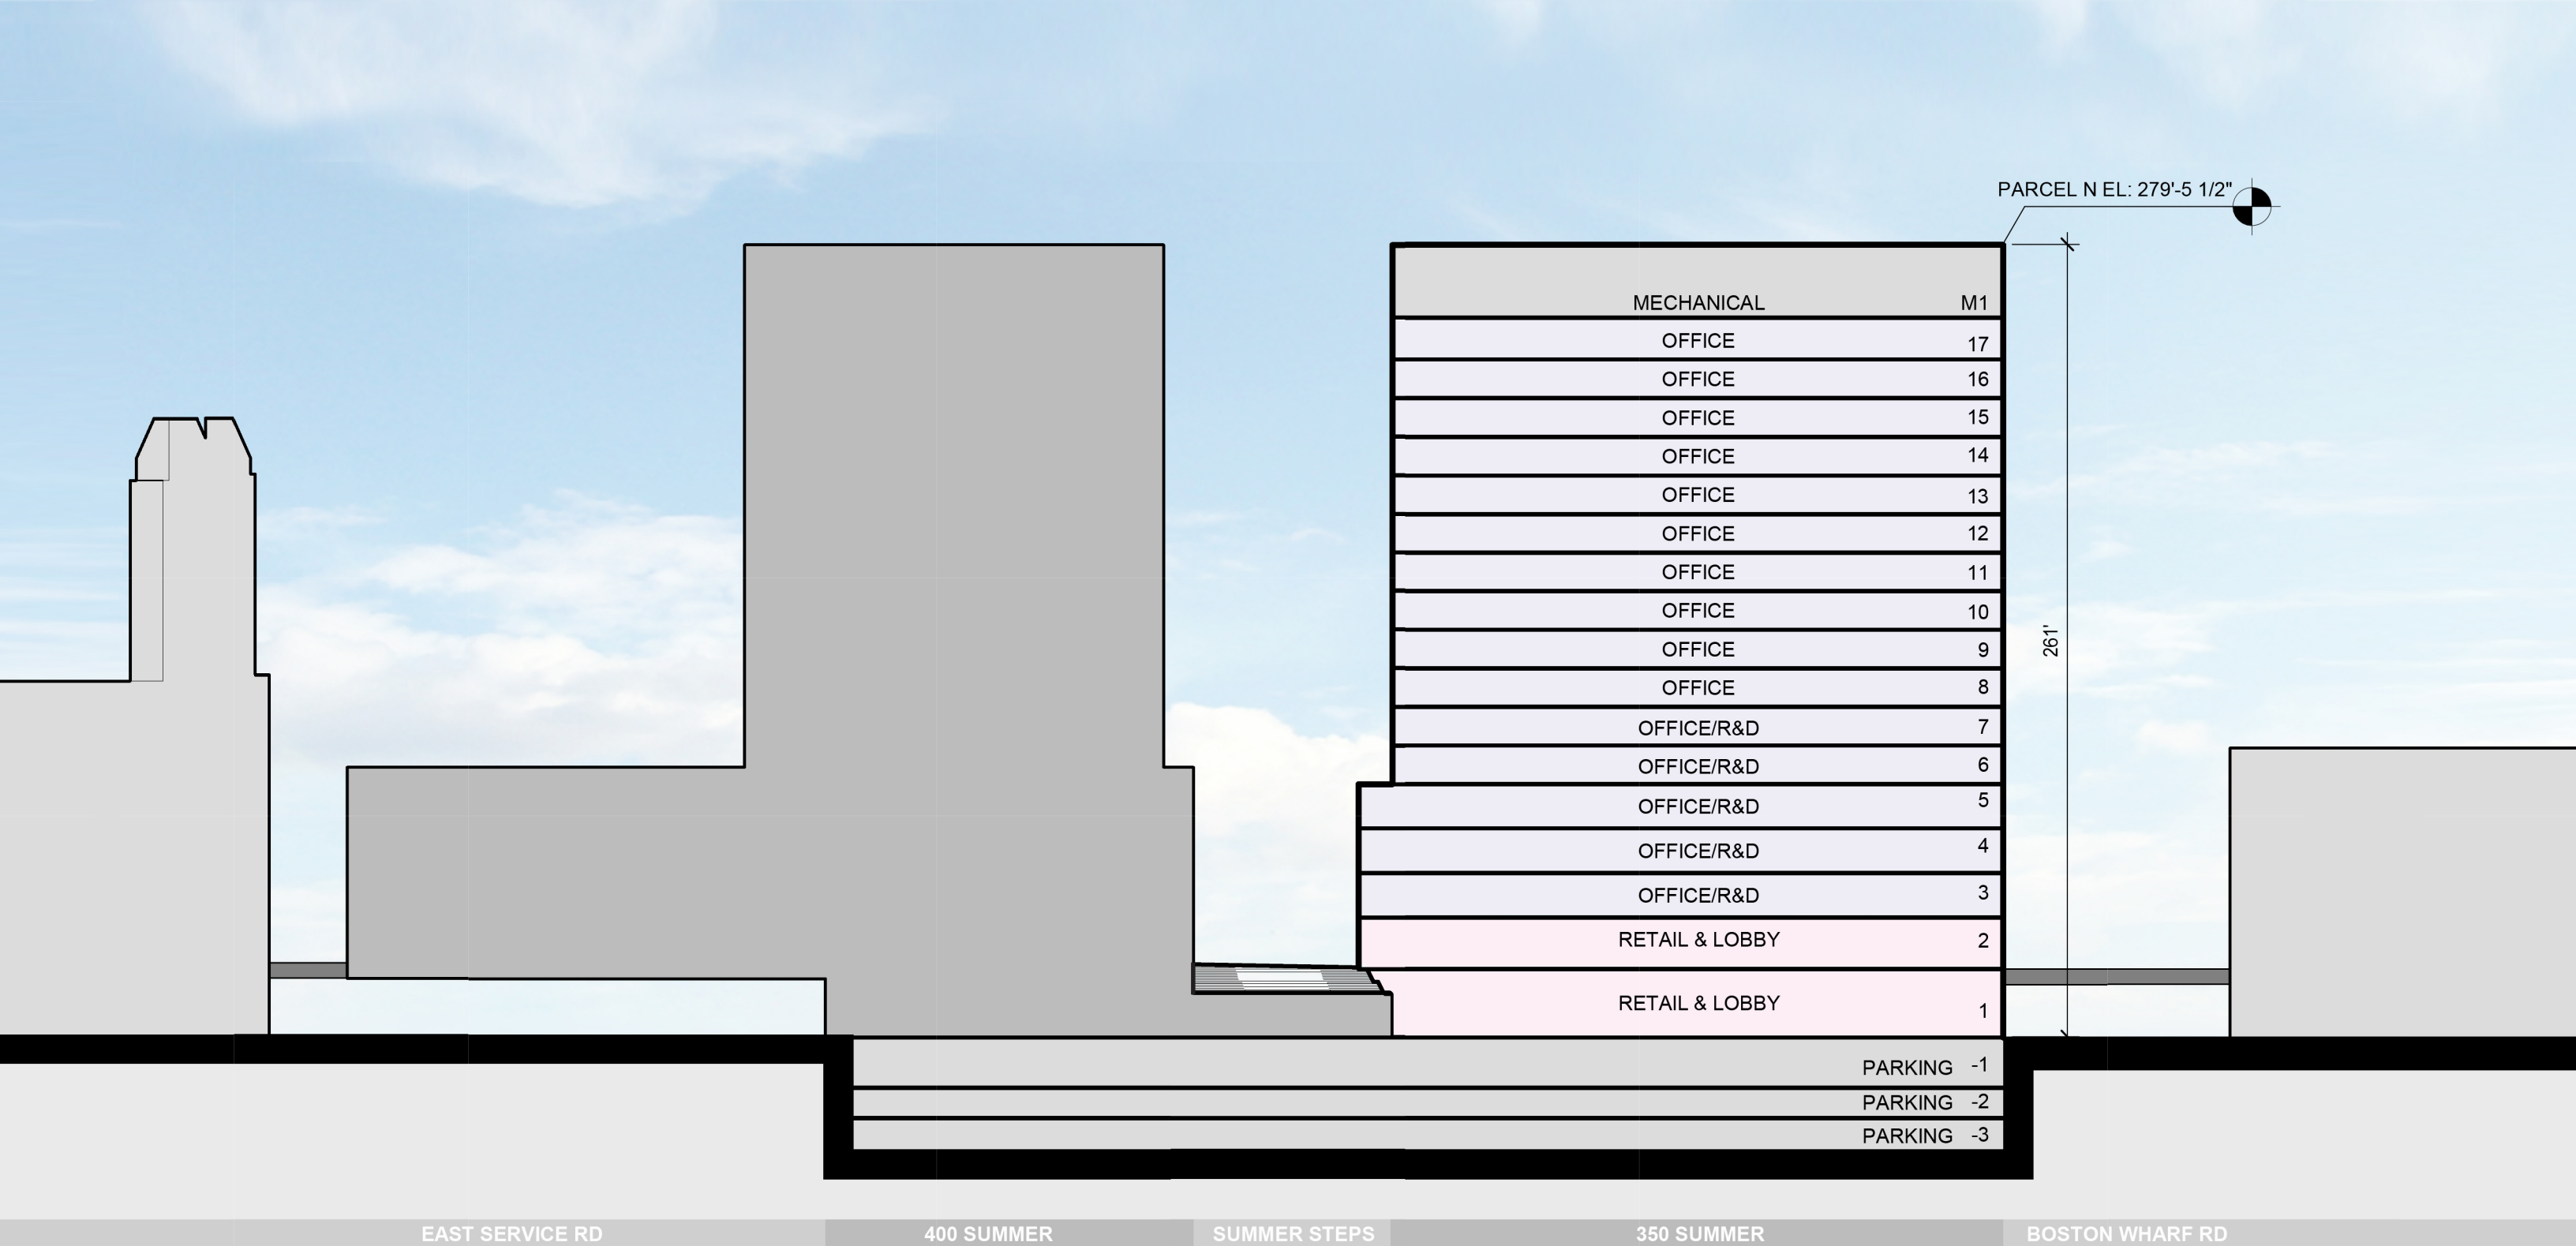 PARCEL N EL: 279'-5 1/2"
MECHANICAL M1
OFFICE 17
OFFICE 16
OFFICE 15
OFFICE 14
OFFICE 13
OFFICE 12
OFFICE 11
OFFICE 10
OFFICE 9
OFFICE 8
OFFICE/R&D 7
OFFICE/R&D 6
OFFICE/R&D 5
OFFICE/R&D 4
OFFICE/R&D 3
RETAIL & LOBBY 2
RETAIL & LOBBY 1
261'
PARKING -1
PARKING -2
PARKING -3
EAST SERVICE RD
400 SUMMER
SUMMER STEPS
350 SUMMER
BOSTON WHARF RD